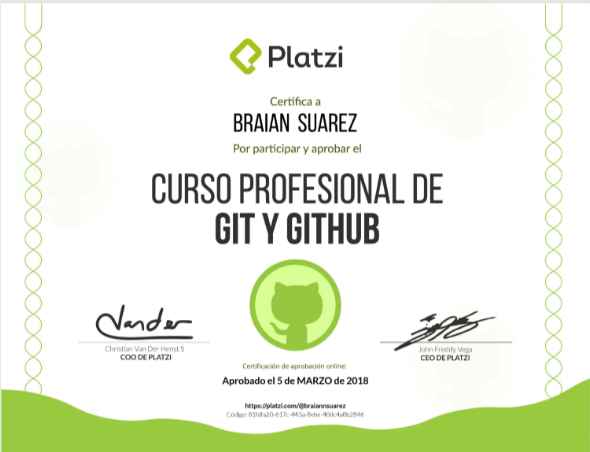 Platzi
Certifica a
BRAIAN SUAREZ
Por participar y aprobar el
CURSO PROFESIONAL DE
GIT Y GITHUB
Christian Van Der Henst S
COO DE PLATZI
John Freddy Vega
CEO DE PLATZI
Certificación de aprobación online:
Aprobado el 5 de MARZO de 2018
https://platzi.com/@braiannsuarez
Código: